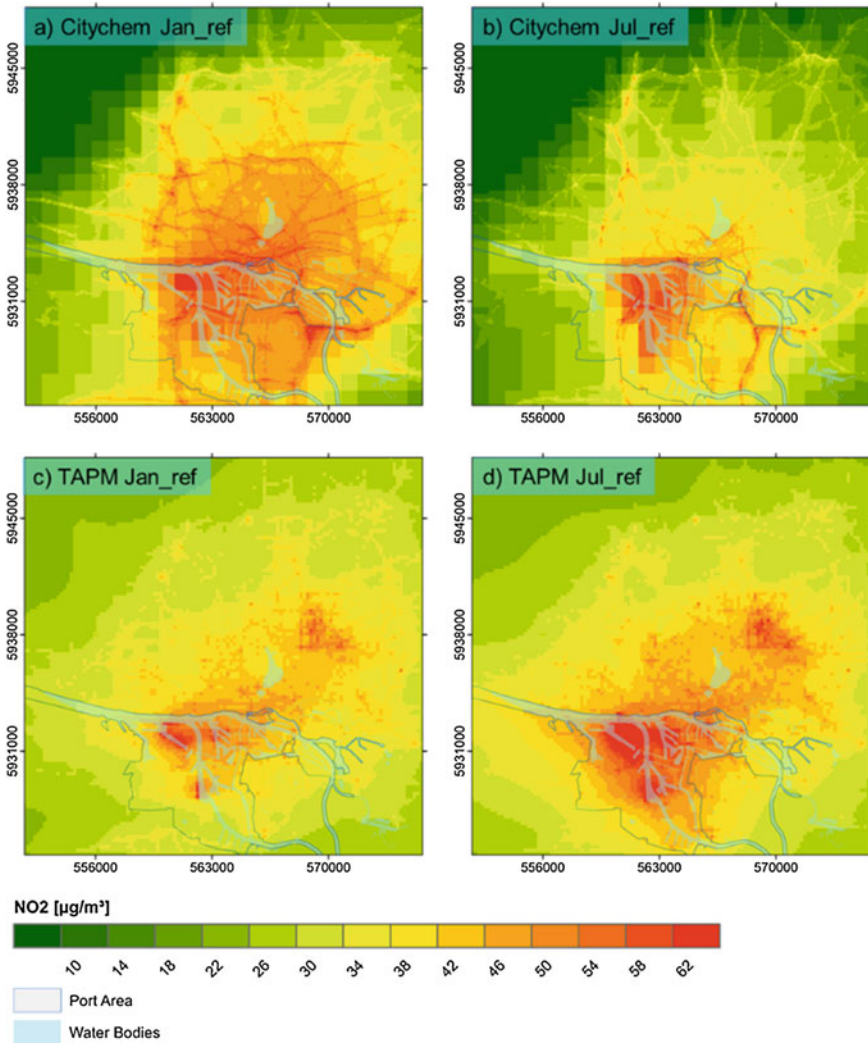 a) Citychem Jan_ref
b) Citychem Jul_ref
5945000
5938000
5931000
5945000
5938000
5931000
556000 563000 570000
556000 563000 570000
c) TAPM Jan_ref
d) TAPM Jul_ref
5945000
5938000
5931000
5945000
5938000
5931000
556000 563000 570000
556000 563000 570000
NO2 [µg/m³]
10 14 18 22 26 30 34 38 42 46 50 54 58 62
Port Area
Water Bodies